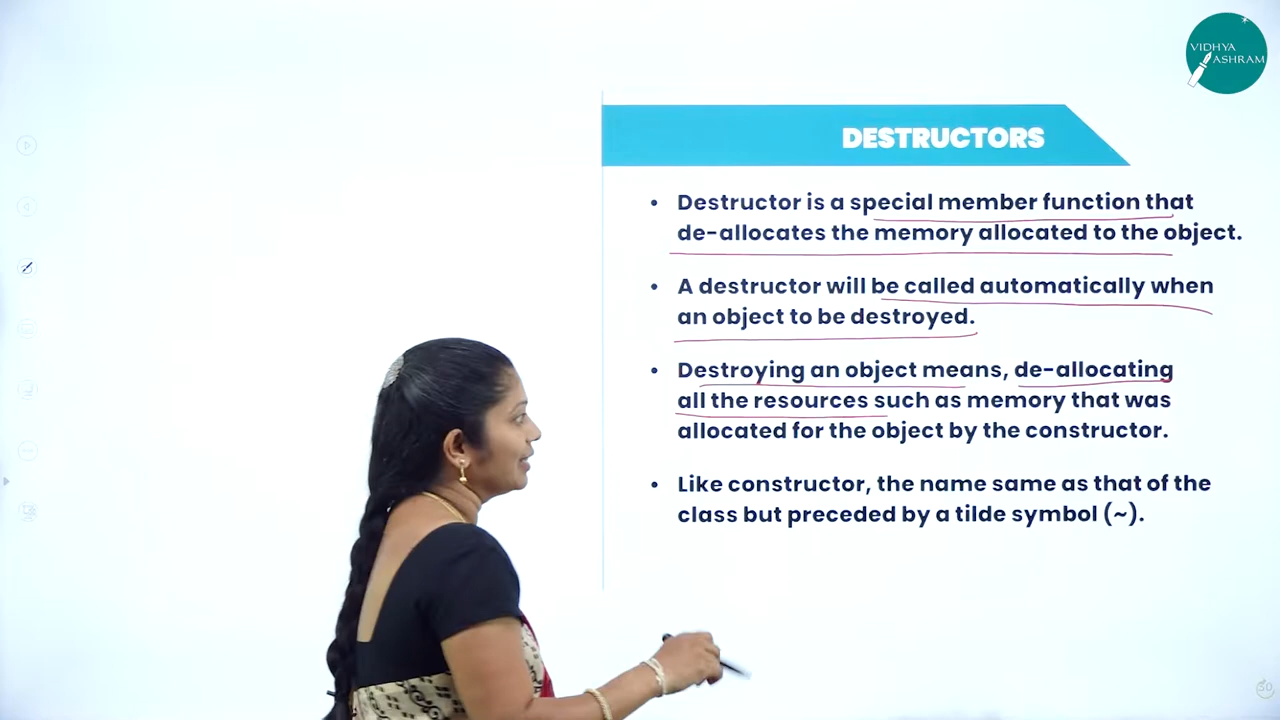 VIDHYA
ASHRAM
DESTRUCTORS
• Destructor is a special member function that
de-allocates the memory allocated to the object.
• A destructor will be called automatically when
an object to be destroyed.
• Destroying an object means, de-allocating
all the resources such as memory that was
allocated for the object by the constructor.
• Like constructor, the name same as that of the
class but preceded by a tilde symbol (~).
30